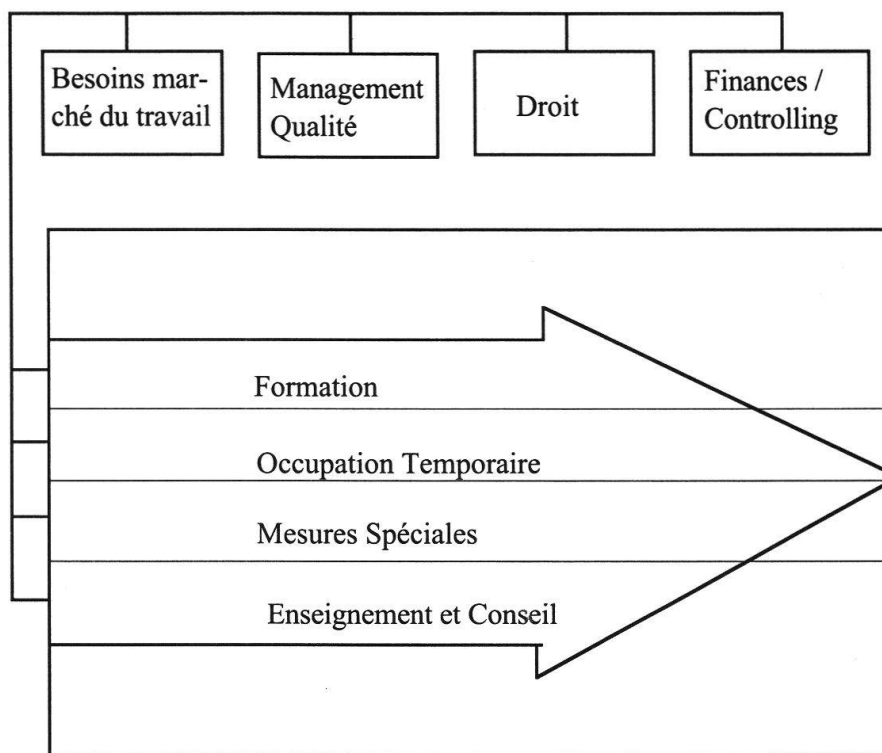 Besoins mar-
ché du travail
Management
Qualité
Droit
Finances /
Controlling
Formation
Occupation Temporaire
Mesures Spéciales
Enseignement et Conseil